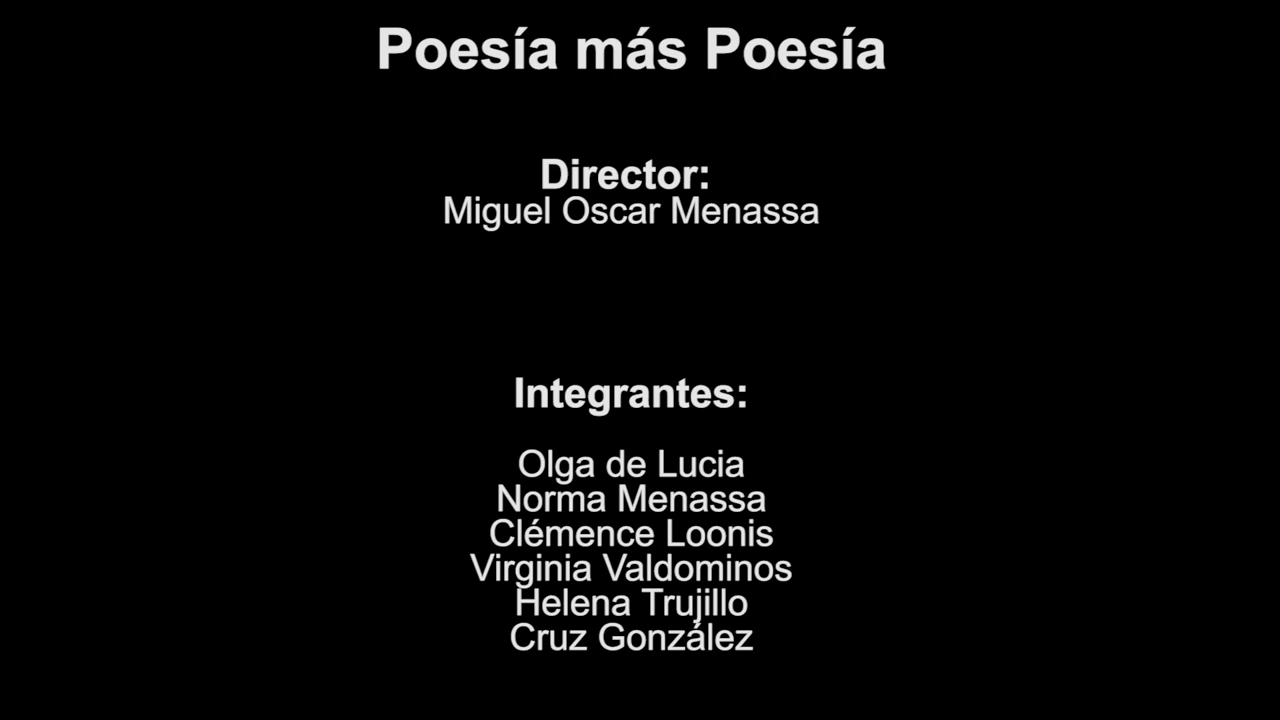 Poesía más Poesía
Director:
Miguel Oscar Menassa
Integrantes:
Olga de Lucia
Norma Menassa
Clémence Loonis
Virginia Valdominos
Helena Trujillo
Cruz González